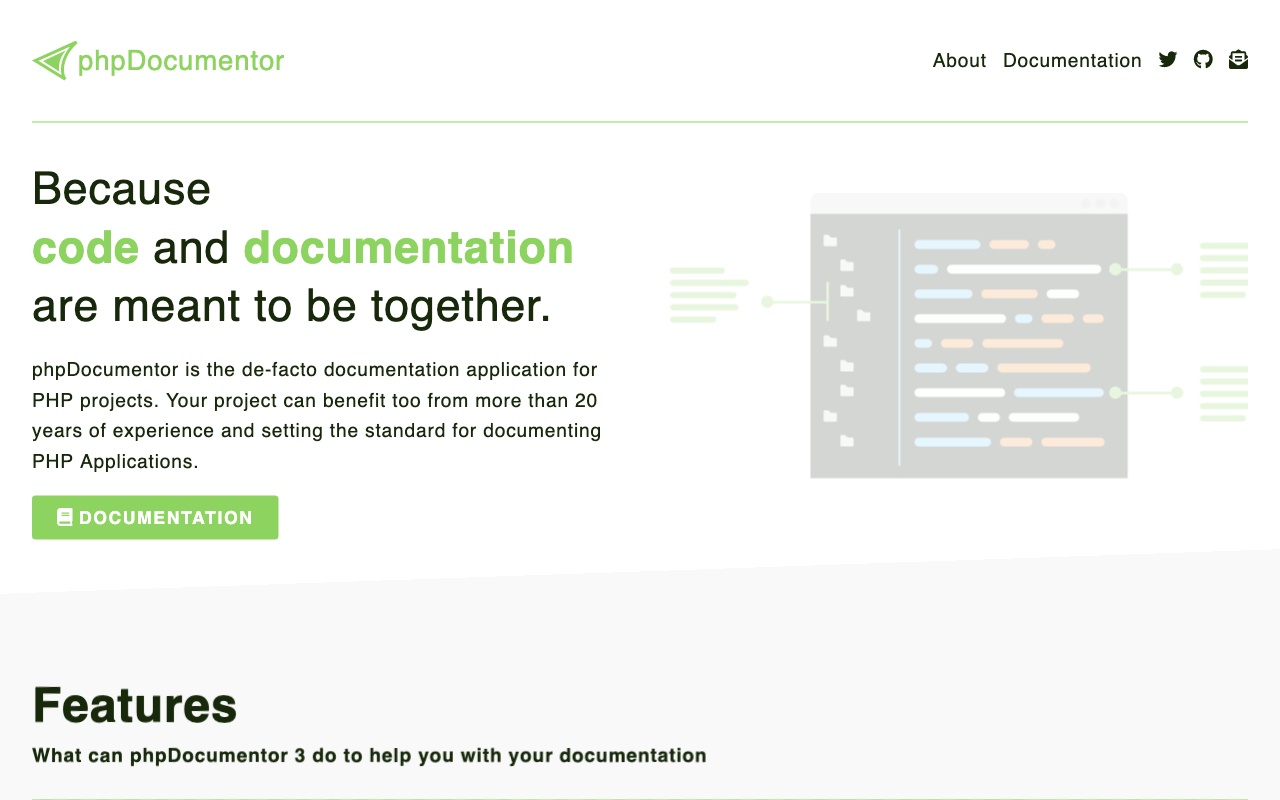 phpDocumentor
About Documentation
Because
code and documentation
are meant to be together.
phpDocumentor is the de-facto documentation application for
PHP projects. Your project can benefit too from more than 20
years of experience and setting the standard for documenting
PHP Applications.
DOCUMENTATION
Features
What can phpDocumentor 3 do to help you with your documentation